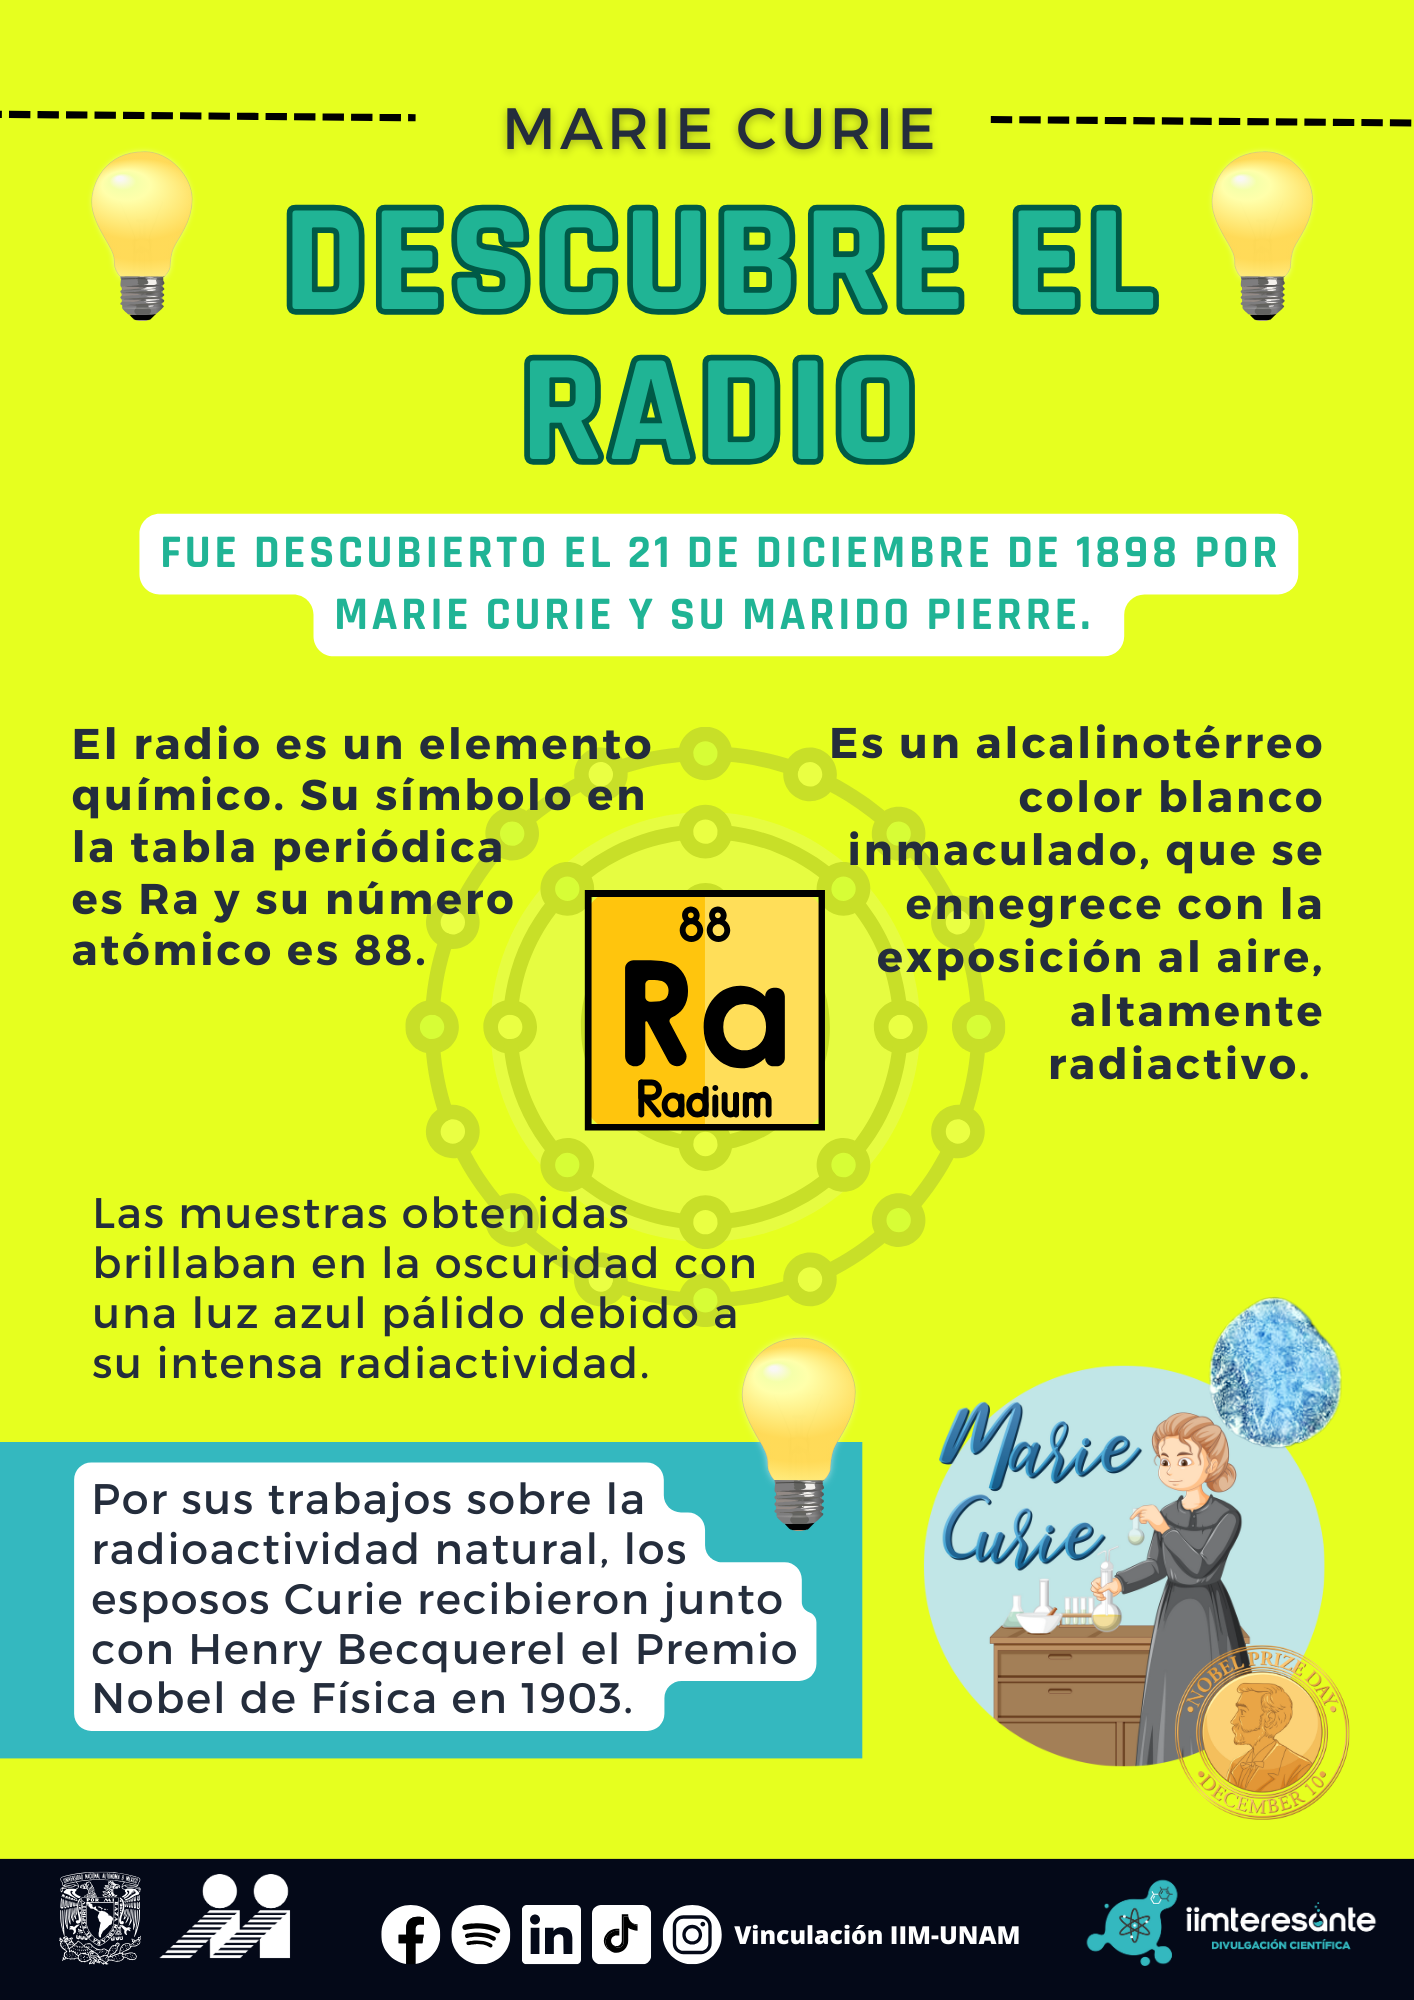 MARIE CURIE
DESCUBRE EL
RADIO
FUE DESCUBIERTO EL 21 DE DICIEMBRE DE 1898 POR
MARIE CURIE Y SU MARIDO PIERRE.
El radio es un elemento
químico. Su símbolo en
la tabla periódica
es Ra y su número
atómico es 88.
Es un alcalinotérreo
color blanco
inmaculado, que se
ennegrece con la
exposición al aire,
altamente
radiactivo.
88
Ra
Radium
Las muestras obtenidas
brillaban en la oscuridad con
una luz azul pálido debido a
su intensa radiactividad.
Por sus trabajos sobre la
radioactividad natural, los
esposos Curie recibieron junto
con Henry Becquerel el Premio
Nobel de Física en 1903.
Marie
Curie
•NOBEL PRIZE DAY•
•DECEMBER 10•
Vinculación IIM-UNAM
iimteresante
DIVULGACIÓN CIENTÍFICA